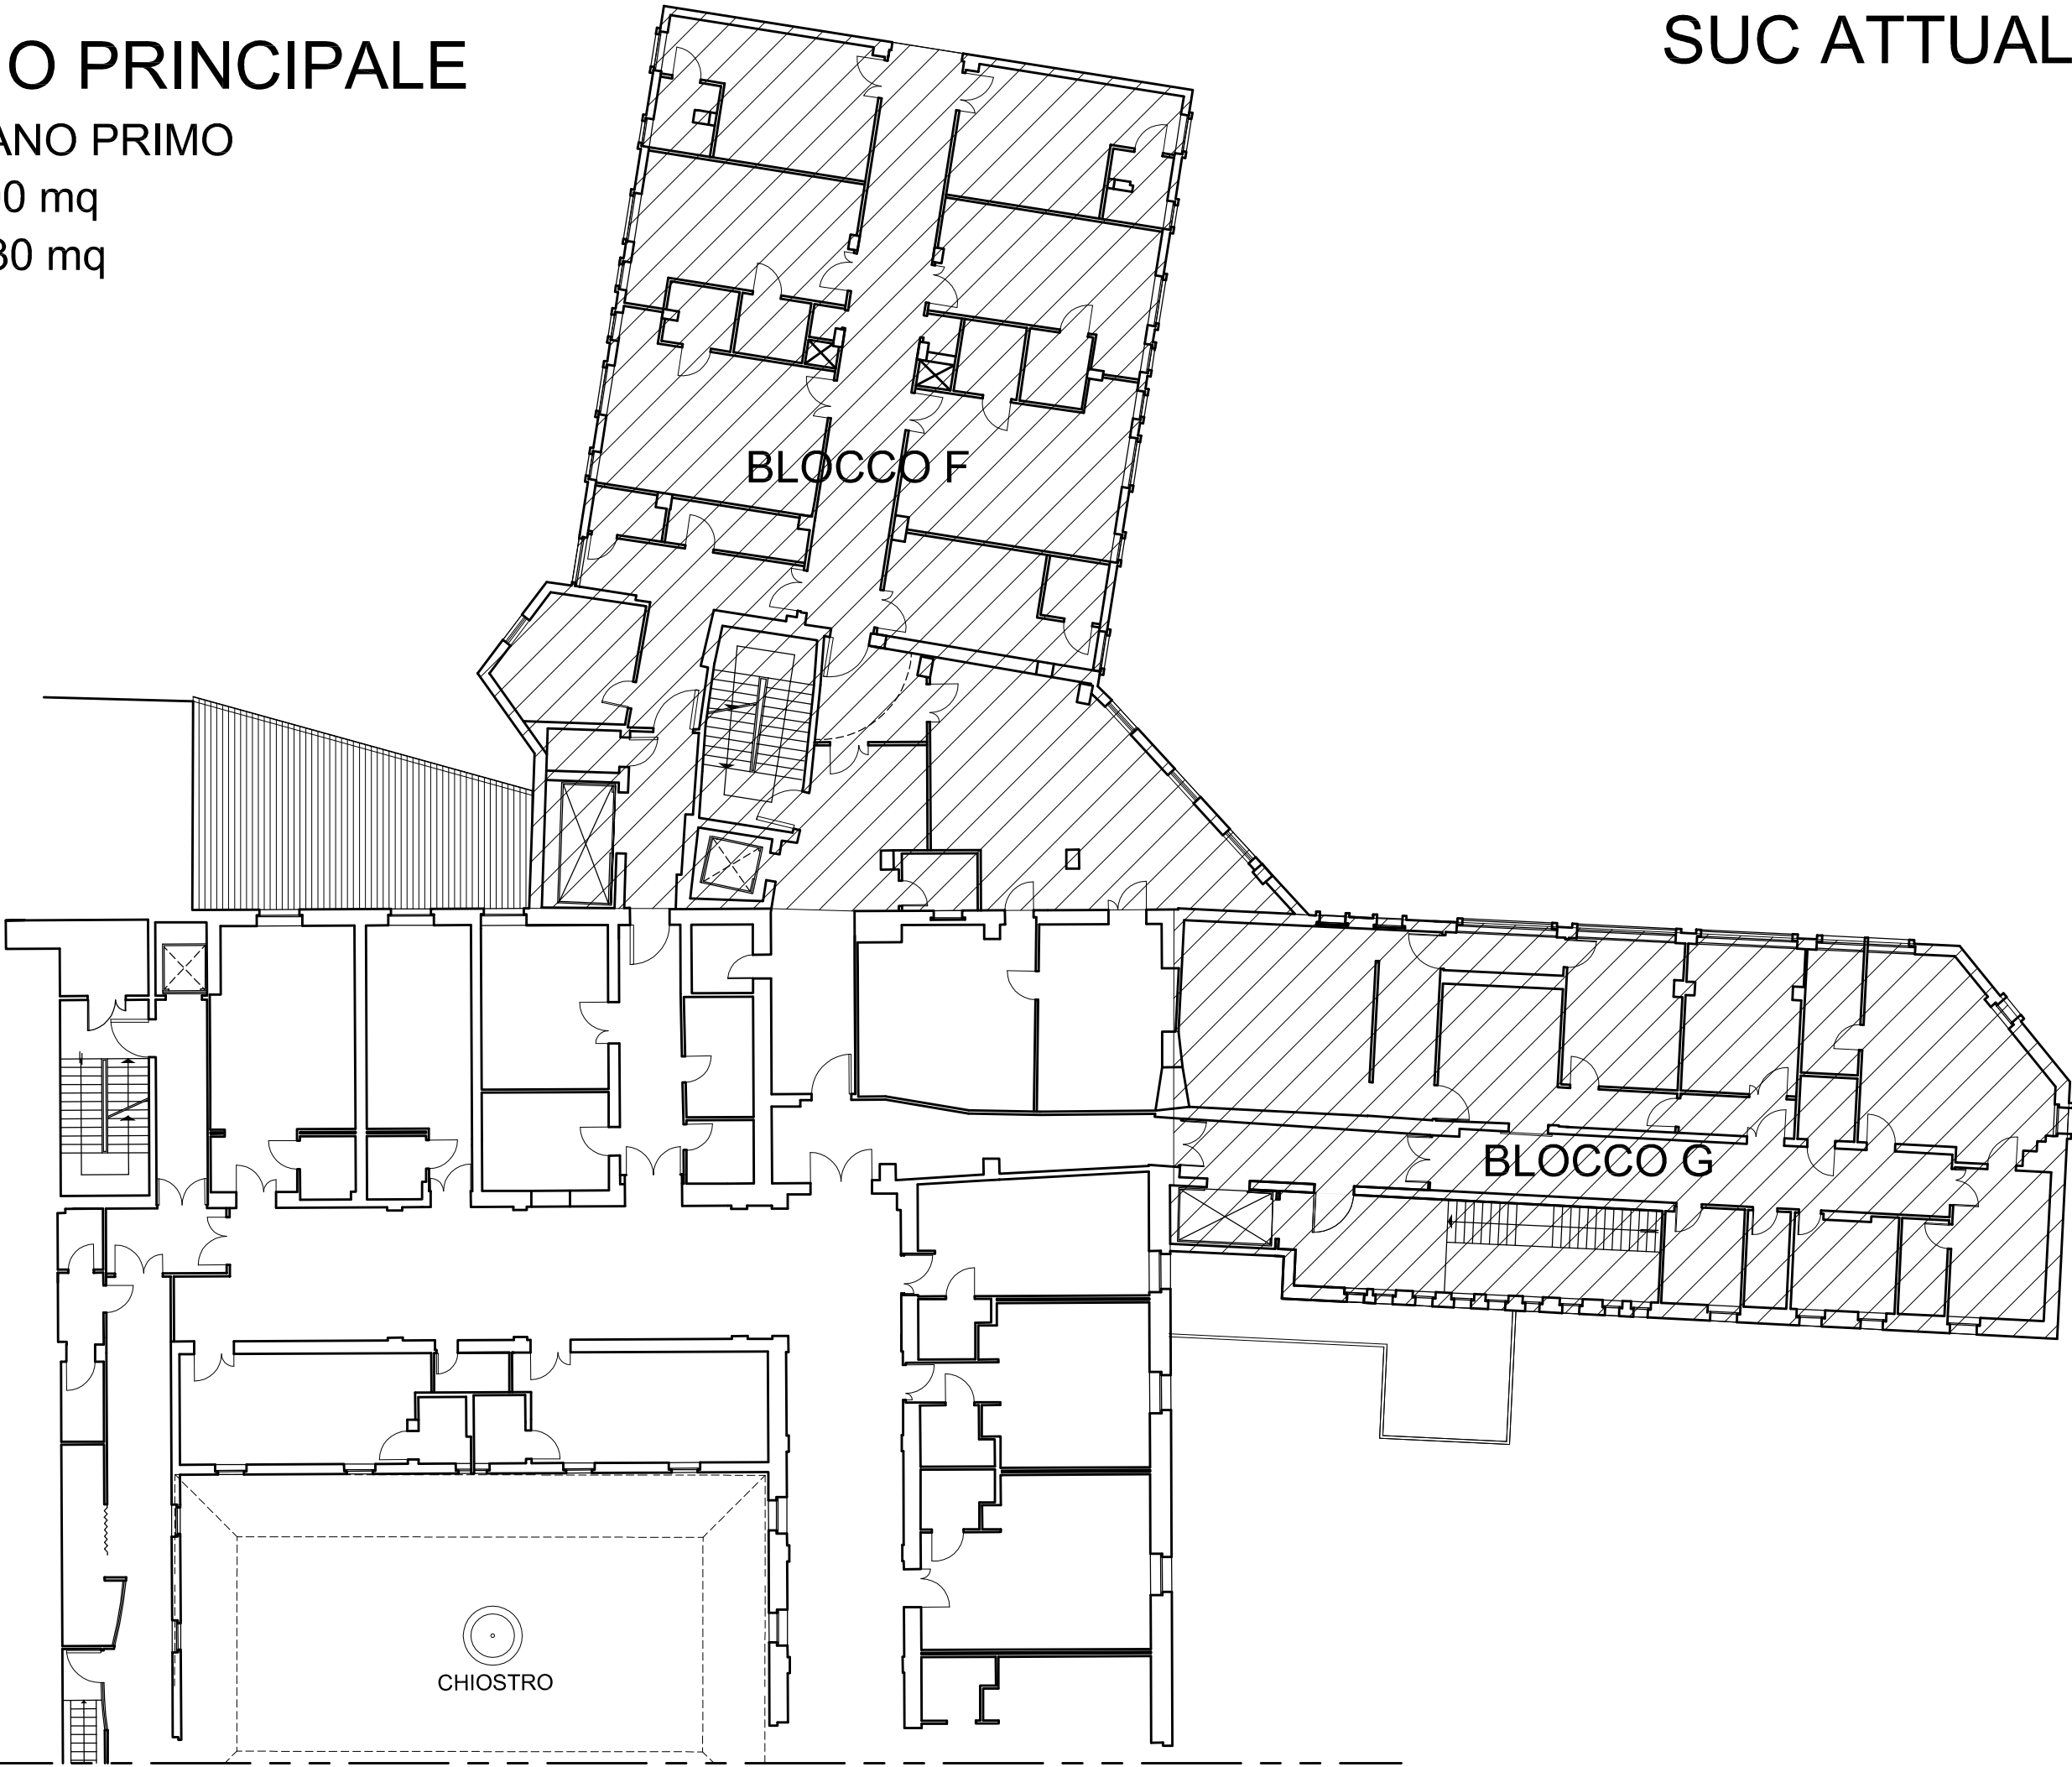 O PRINCIPALE
SUC ATTUAL
ANO PRIMO
0 mq
30 mq
BLOCCO F
BLOCCO G
CHIOSTRO